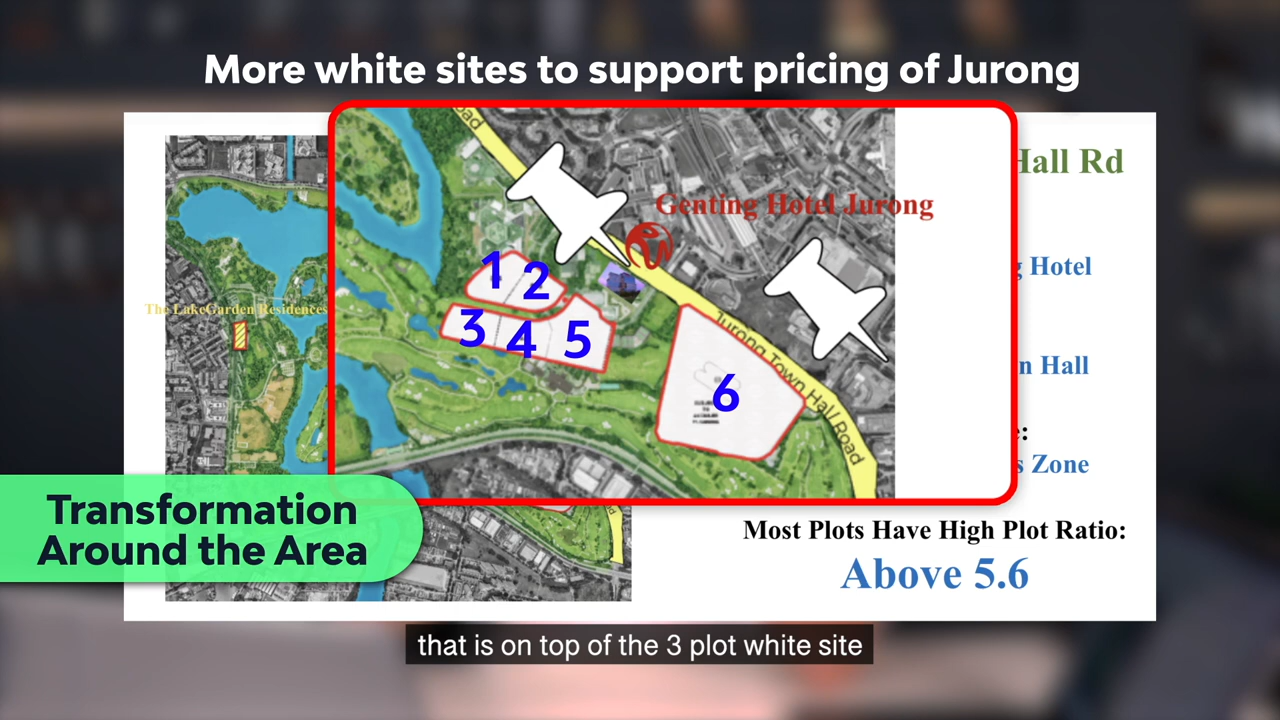 More white sites to support pricing of Jurong
Road
Hall Rd
Genting Hotel Jurong
1
2
g Hotel
The LakeGarden Residences
3
4
5
Jurong Town Hall Road
n Hall
6
e:
s Zone
Transformation
Around the Area
Most Plots Have High Plot Ratio:
Above 5.6
that is on top of the 3 plot white site